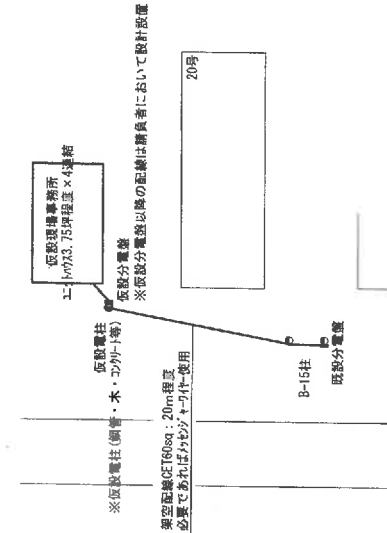 仮設現場事務所
ユニットハウス3.75坪程度×4連結
仮設分電盤
※仮設分電盤以降の配線は請負者において設計設置
20号
仮設電柱
※仮設電柱(鋼管・木・コンクリート等)
架空配線CET60sq:20m程度
必要であればメッセンジャーワイヤー使用
B-15柱
既設分電盤